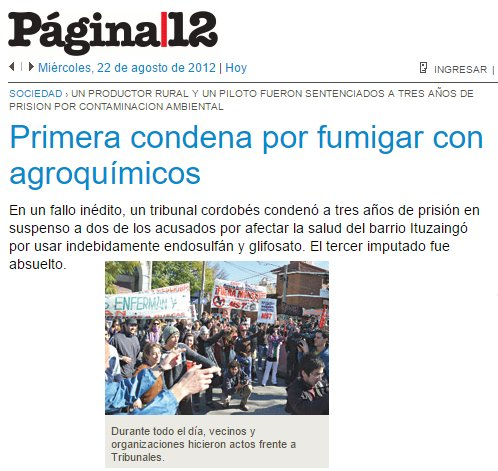 Página|12
Miércoles, 22 de agosto de 2012 | Hoy
INGRESAR |
SOCIEDAD › UN PRODUCTOR RURAL Y UN PILOTO FUERON SENTENCIADOS A TRES AÑOS DE
PRISION POR CONTAMINACION AMBIENTAL
Primera condena por fumigar con
agroquímicos
En un fallo inédito, un tribunal cordobés condenó a tres años de prisión en
suspenso a dos de los acusados por afectar la salud del barrio Ituzaingó
por usar indebidamente endosulfán y glifosato. El tercer imputado fue
absuelto.
ENFERMAN Y
FUERA MONSANTO
MST
MST
Durante todo el día, vecinos y
organizaciones hicieron actos frente a
Tribunales.